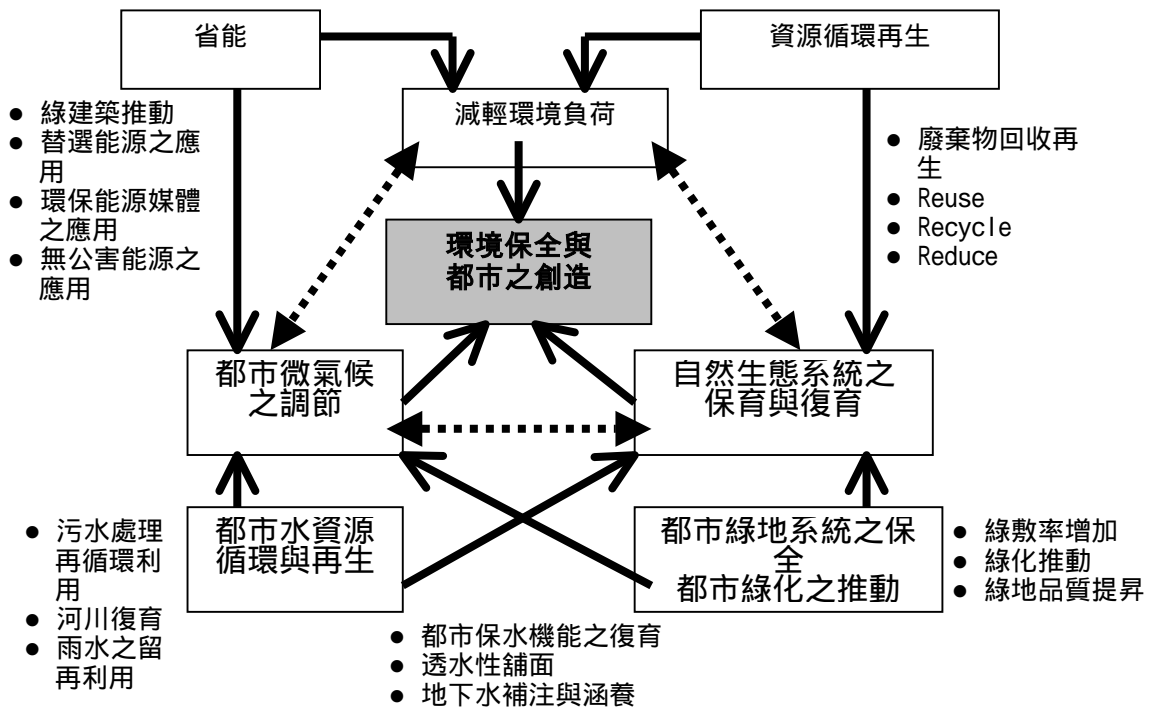 省能
資源循環再生
減輕環境負荷
● 綠建築推動
● 替選能源之應
用
● 環保能源媒體
之應用
● 無公害能源之
應用
● 廢棄物回收再
生
● Reuse
● Recycle
● Reduce
環境保全與
都市之創造
都市微氣候
之調節
自然生態系統之
保育與復育
● 污水處理
再循環利
用
● 河川復育
● 雨水之留
再利用
都市水資源
循環與再生
都市綠地系統之保
全
都市綠化之推動
● 綠敷率增加
● 綠化推動
● 綠地品質提昇
● 都市保水機能之復育
● 透水性舖面
● 地下水補注與涵養